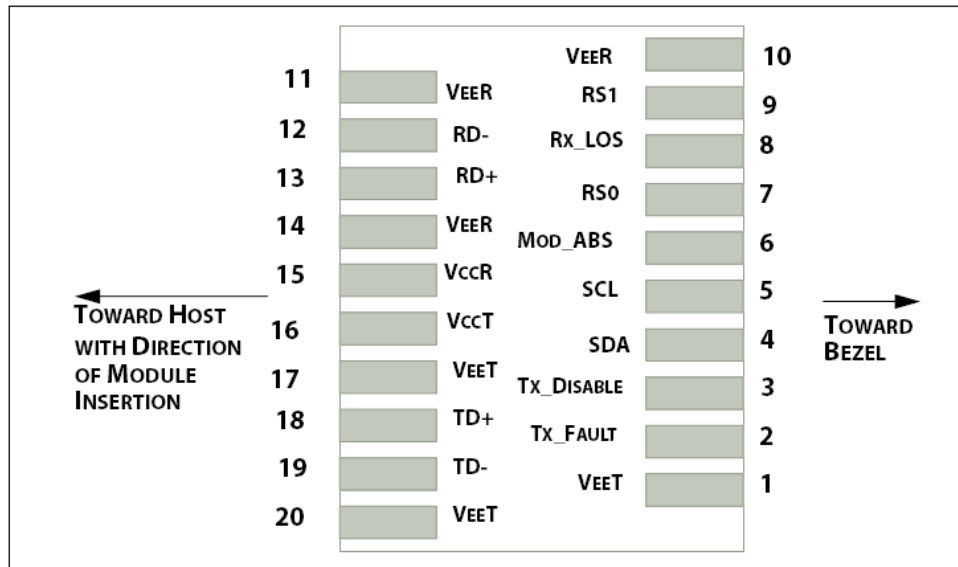 11 VEER
12 RD-
13 RD+
14 VEER
15 VCCR
16 VCCT
17 VEET
18 TD+
19 TD-
20 VEET
VEER 10
RS1 9
RX_LOS 8
RS0 7
MOD_ABS 6
SCL 5
SDA 4
TX_DISABLE 3
TX_FAULT 2
VEET 1
TOWARD HOST
WITH DIRECTION
OF MODULE
INSERTION
TOWARD
BEZEL